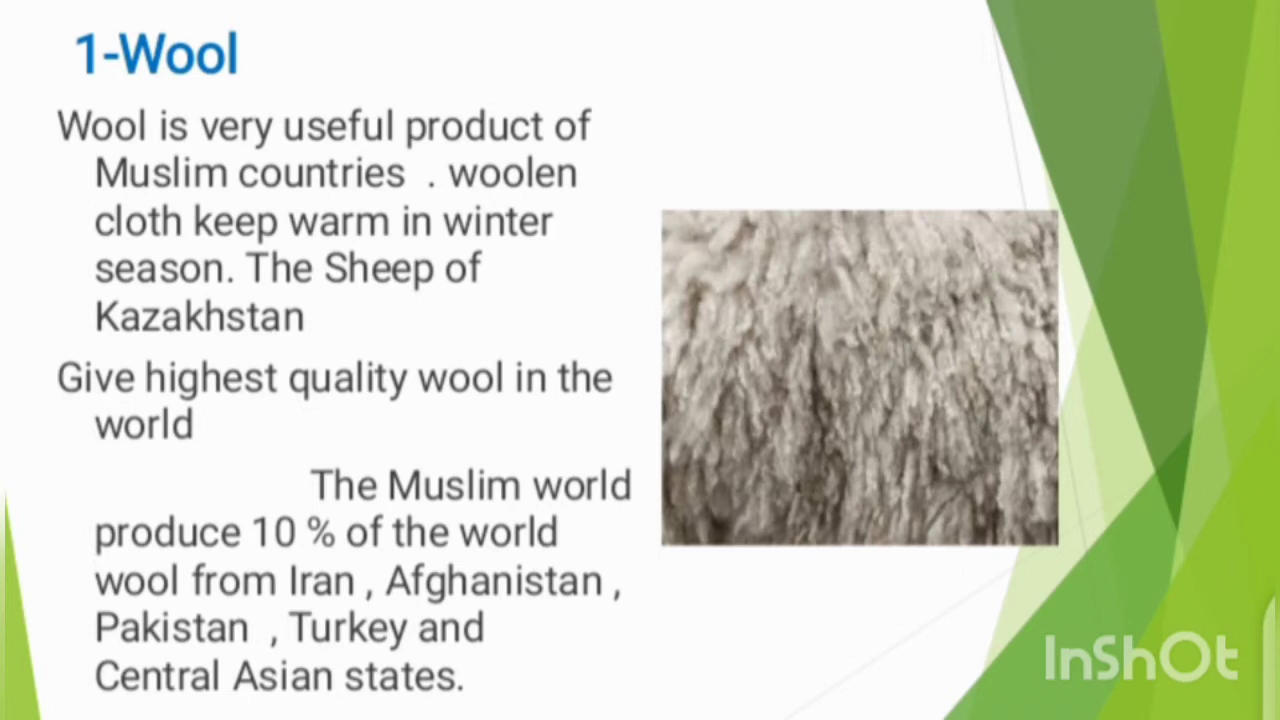 1-Wool
Wool is very useful product of
Muslim countries . woolen
cloth keep warm in winter
season. The Sheep of
Kazakhstan
Give highest quality wool in the
world
The Muslim world
produce 10 % of the world
wool from Iran , Afghanistan ,
Pakistan , Turkey and
Central Asian states.
InShOt